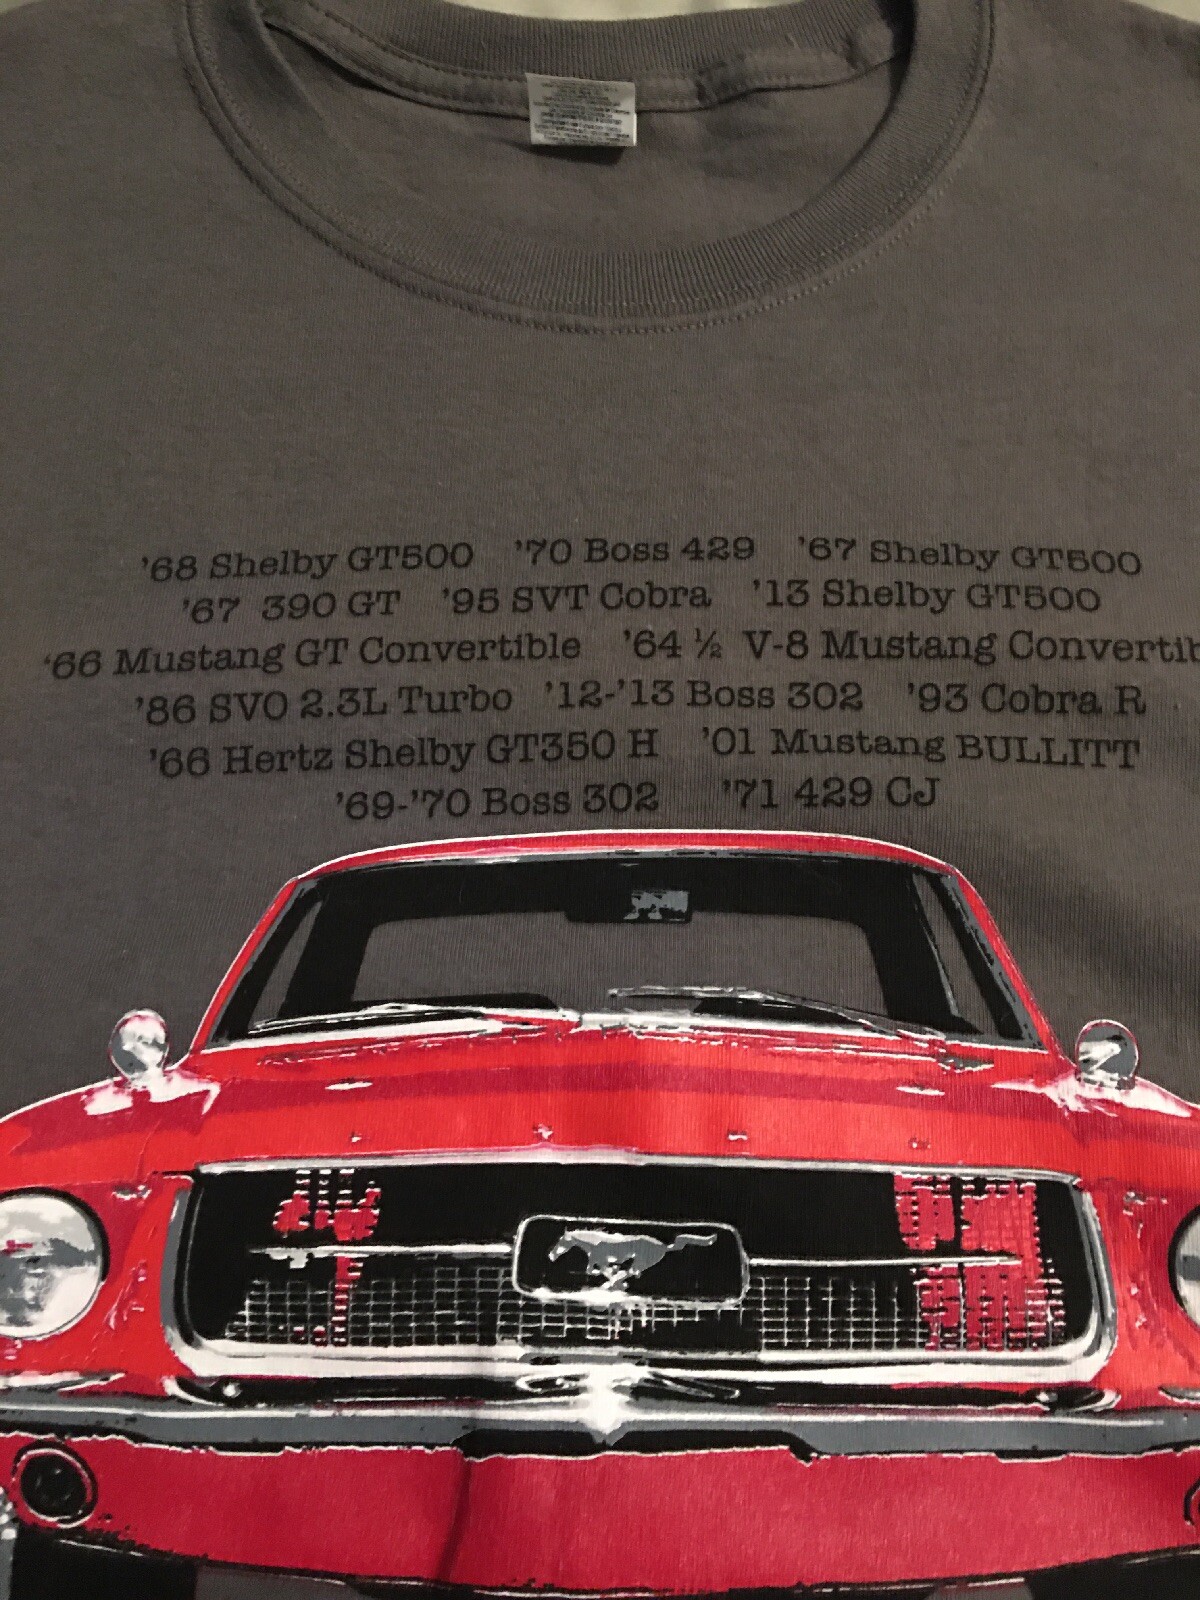 '68 Shelby GT500 '70 Boss 429 '67 Shelby GT500
'67 390 GT '95 SVT Cobra '13 Shelby GT500
'66 Mustang GT Convertible '64 ½ V-8 Mustang Convertib
'86 SVO 2.3L Turbo '12-'13 Boss 302 '93 Cobra R
'66 Hertz Shelby GT350 H '01 Mustang BULLITT
'69-'70 Boss 302 '71 429 CJ